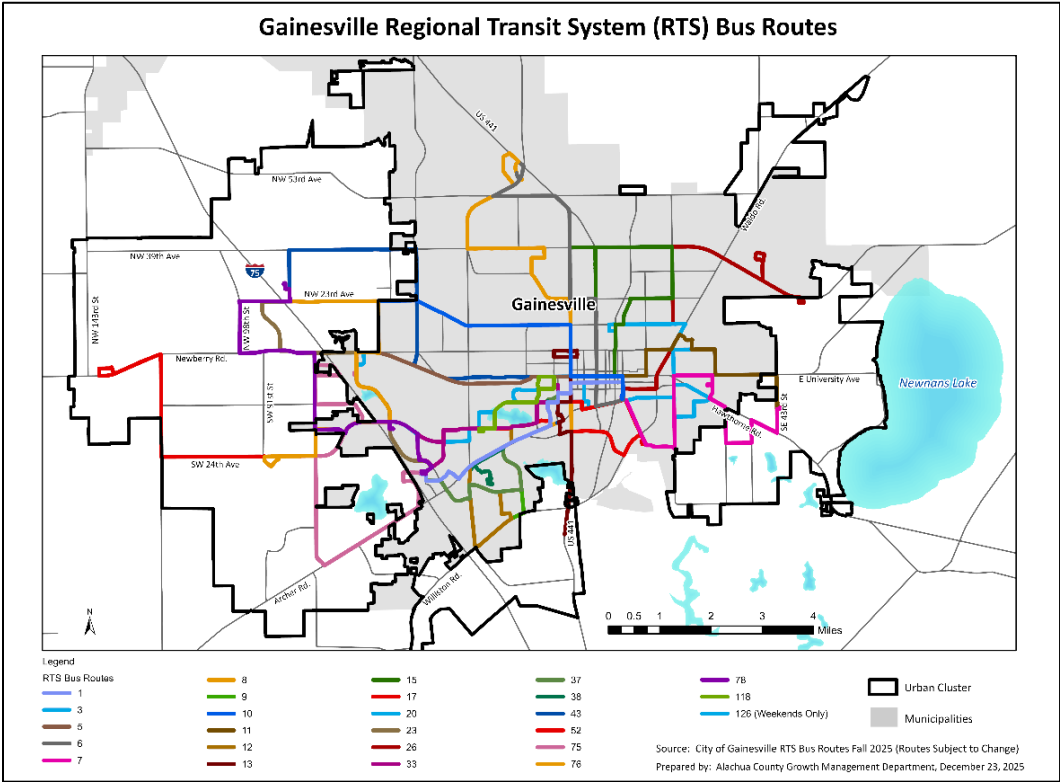 Gainesville Regional Transit System (RTS) Bus Routes
US 441
NW 53rd Ave
Waldo Rd.
NW 39th Ave
75
NW 143rd St
NW 98th St
NW 23rd Ave
Gainesville
Newberry Rd.
SW 91st St
E University Ave
Newnans Lake
Hawthorne Rd.
SE 43rd St
SW 24th Ave
US 441
Archer Rd.
Williston Rd.
N
0 0.5 1 2 3 4
Miles
Legend
RTS Bus Routes
1
3
5
6
7
8
9
10
11
12
13
15
17
20
23
26
33
37
38
43
52
75
76
78
118
126 (Weekends Only)
Urban Cluster
Municipalities
Source: City of Gainesville RTS Bus Routes Fall 2025 (Routes Subject to Change)
Prepared by: Alachua County Growth Management Department, December 23, 2025